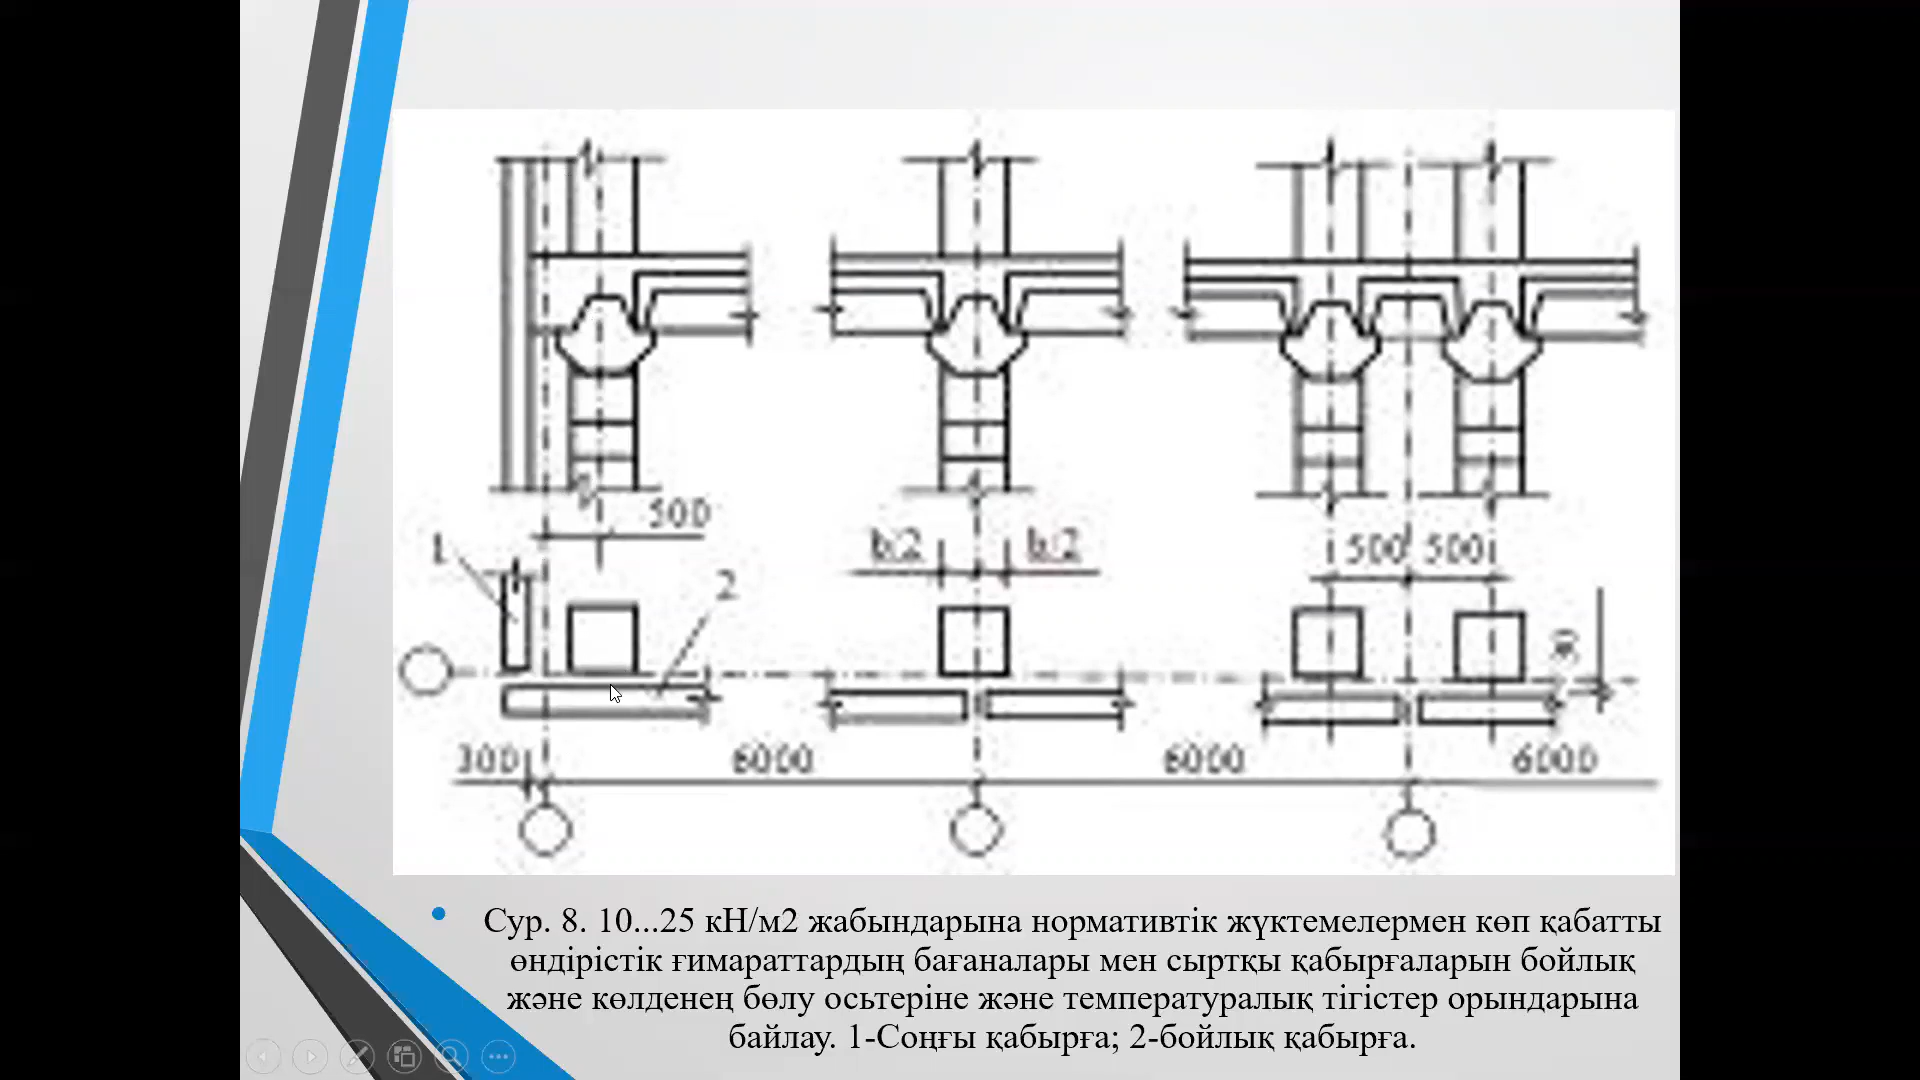 500
1
b/2 b/2
500 500
2
300 6000 6000 6000
Сур. 8. 10...25 кН/м2 жабындарына нормативтік жүктемелермен көп қабатты
өндірістік ғимараттардың бағаналары мен сыртқы қабырғаларын бойлық
және көлденең бөлу осьтеріне және температуралық тігістер орындарына
байлау. 1-Соңғы қабырға; 2-бойлық қабырға.